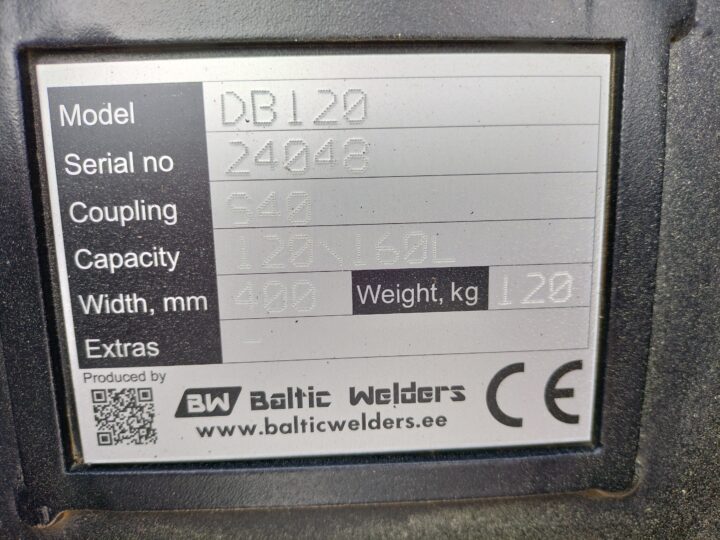 Model DB120
Serial no 24048
Coupling S40
Capacity 120\160L
Width, mm 400 Weight, kg 120
Extras -
Produced by
BW Baltic Welders
www.balticwelders.ee
CE